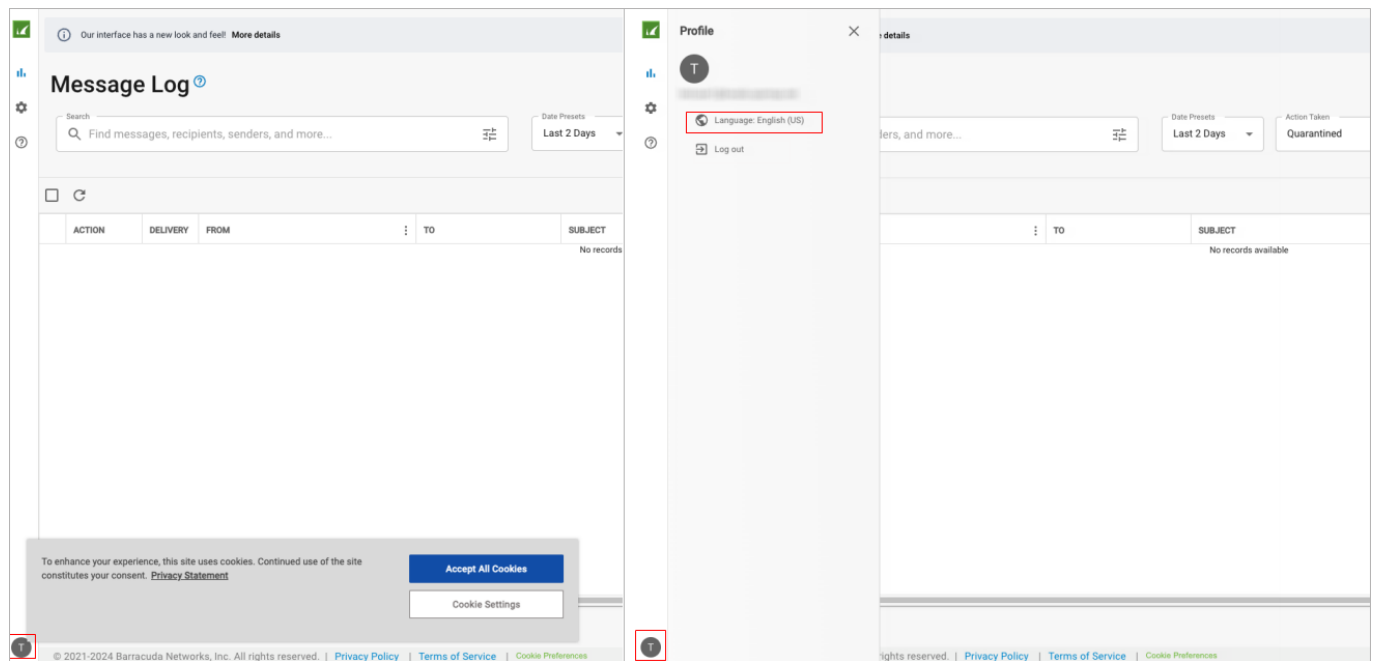 Our interface has a new look and feel! More details
Message Log
Search
Find messages, recipients, senders, and more...
Date Presets
Last 2 Days
ACTION
DELIVERY
FROM
TO
SUBJECT
No records
To enhance your experience, this site uses cookies. Continued use of the site
constitutes your consent. Privacy Statement
Accept All Cookies
Cookie Settings
T
© 2021-2024 Barracuda Networks, Inc. All rights reserved. | Privacy Policy | Terms of Service | Cookie Preferences
Profile
details
T
Language: English (US)
Log out
lers, and more...
Date Presets
Last 2 Days
Action Taken
Quarantined
TO
SUBJECT
No records available
T
ights reserved. | Privacy Policy | Terms of Service | Cookie Preferences